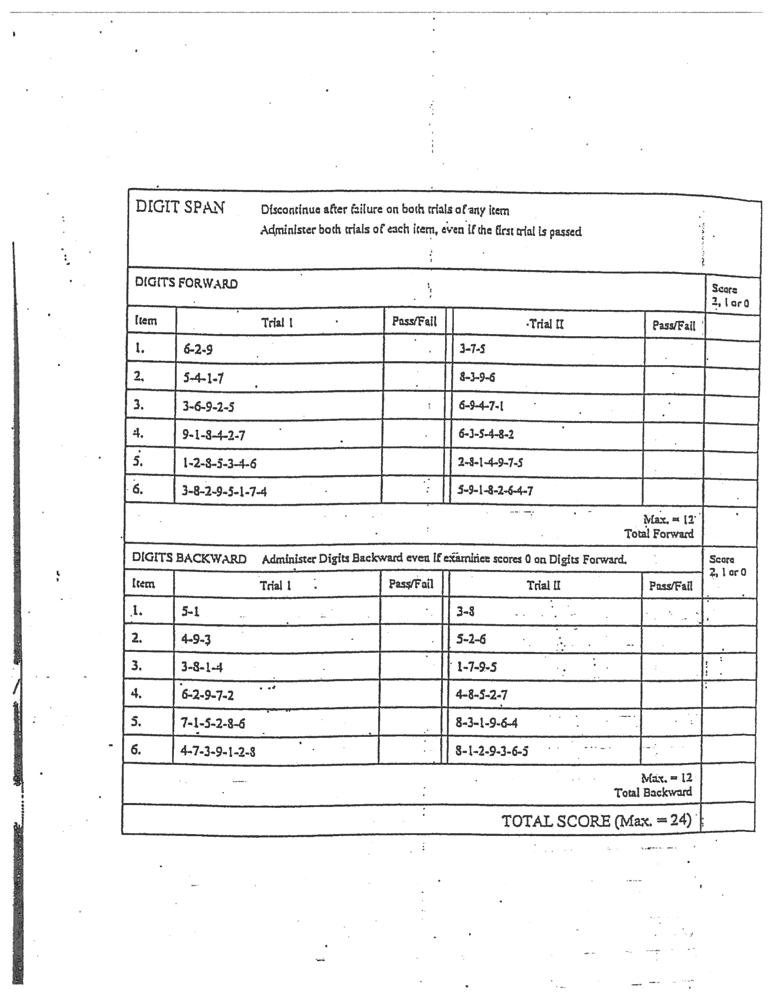 DIGIT SPAN Discontinue after failure on both trials of any item
Administer both trials of each item, even if the first trial is passed
DIGITS FORWARD Score
2, 1 or 0
Item Trial I Pass/Fail Trial II Pass/Fail
1. 6-2-9 3-7-5
2. 5-4-1-7 8-3-9-6
3. 3-6-9-2-5 6-9-4-7-1
4. 9-1-8-4-2-7 6-3-5-4-8-2
5. 1-2-8-5-3-4-6 2-8-1-4-9-7-5
6. 3-8-2-9-5-1-7-4 5-9-1-8-2-6-4-7
Max. = 12
Total Forward
DIGITS BACKWARD Administer Digits Backward even if examinee scores 0 on Digits Forward. Score
2, 1 or 0
Item Trial I Pass/Fail Trial II Pass/Fail
1. 5-1 3-8
2. 4-9-3 5-2-6
3. 3-8-1-4 1-7-9-5
4. 6-2-9-7-2 4-8-5-2-7
5. 7-1-5-2-8-6 8-3-1-9-6-4
6. 4-7-3-9-1-2-8 8-1-2-9-3-6-5
Max. = 12
Total Backward
TOTAL SCORE (Max. = 24)